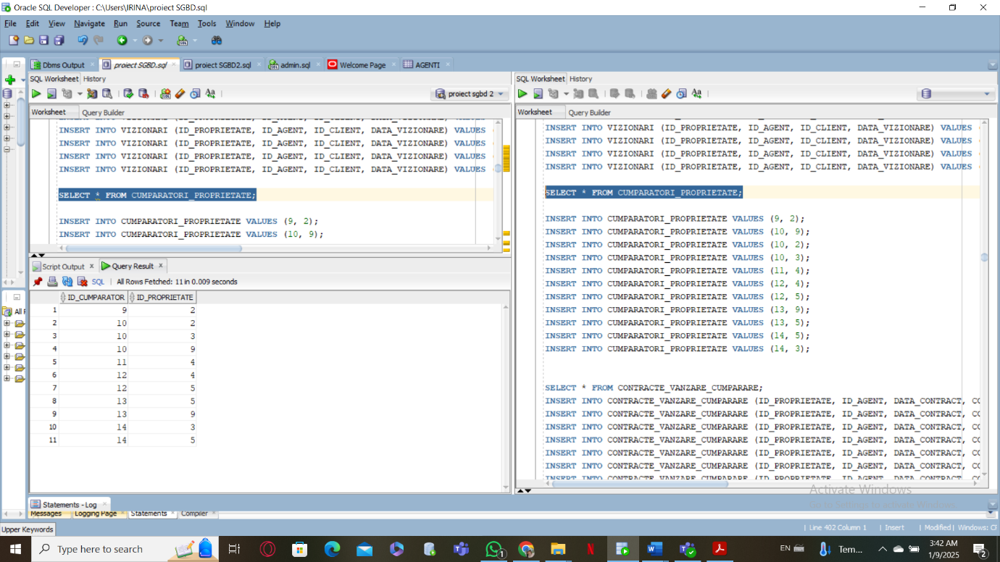 Oracle SQL Developer : C:\Users\IRINA\proiect SGBD.sql
File Edit View Navigate Run Source Team Tools Window Help
Dbms Output proiect SGBD.sql proiect SGBD2.sql admin.sql Welcome Page AGENTI
SQL Worksheet History
proiect sgbd 2
Worksheet Query Builder
INSERT INTO VIZIONARI (ID_PROPRIETATE, ID_AGENT, ID_CLIENT, DATA_VIZIONARE) VALUES
INSERT INTO VIZIONARI (ID_PROPRIETATE, ID_AGENT, ID_CLIENT, DATA_VIZIONARE) VALUES
INSERT INTO VIZIONARI (ID_PROPRIETATE, ID_AGENT, ID_CLIENT, DATA_VIZIONARE) VALUES
INSERT INTO VIZIONARI (ID_PROPRIETATE, ID_AGENT, ID_CLIENT, DATA_VIZIONARE) VALUES
SELECT * FROM CUMPARATORI_PROPRIETATE;
INSERT INTO CUMPARATORI_PROPRIETATE VALUES (9, 2);
INSERT INTO CUMPARATORI_PROPRIETATE VALUES (10, 9);
Script Output x Query Result x
SQL | All Rows Fetched: 11 in 0.009 seconds
ID_CUMPARATOR ID_PROPRIETATE
1 9 2
2 10 2
3 10 3
4 10 9
5 11 4
6 12 4
7 12 5
8 13 5
9 13 9
10 14 3
11 14 5
SQL Worksheet History
Worksheet Query Builder
INSERT INTO VIZIONARI (ID_PROPRIETATE, ID_AGENT, ID_CLIENT, DATA_VIZIONARE) VALUES
INSERT INTO VIZIONARI (ID_PROPRIETATE, ID_AGENT, ID_CLIENT, DATA_VIZIONARE) VALUES
INSERT INTO VIZIONARI (ID_PROPRIETATE, ID_AGENT, ID_CLIENT, DATA_VIZIONARE) VALUES
INSERT INTO VIZIONARI (ID_PROPRIETATE, ID_AGENT, ID_CLIENT, DATA_VIZIONARE) VALUES
SELECT * FROM CUMPARATORI_PROPRIETATE;
INSERT INTO CUMPARATORI_PROPRIETATE VALUES (9, 2);
INSERT INTO CUMPARATORI_PROPRIETATE VALUES (10, 9);
INSERT INTO CUMPARATORI_PROPRIETATE VALUES (10, 2);
INSERT INTO CUMPARATORI_PROPRIETATE VALUES (10, 3);
INSERT INTO CUMPARATORI_PROPRIETATE VALUES (11, 4);
INSERT INTO CUMPARATORI_PROPRIETATE VALUES (12, 4);
INSERT INTO CUMPARATORI_PROPRIETATE VALUES (12, 5);
INSERT INTO CUMPARATORI_PROPRIETATE VALUES (13, 9);
INSERT INTO CUMPARATORI_PROPRIETATE VALUES (13, 5);
INSERT INTO CUMPARATORI_PROPRIETATE VALUES (14, 5);
INSERT INTO CUMPARATORI_PROPRIETATE VALUES (14, 3);
SELECT * FROM CONTRACTE_VANZARE_CUMPARARE;
INSERT INTO CONTRACTE_VANZARE_CUMPARARE (ID_PROPRIETATE, ID_AGENT, DATA_CONTRACT,
INSERT INTO CONTRACTE_VANZARE_CUMPARARE (ID_PROPRIETATE, ID_AGENT, DATA_CONTRACT,
INSERT INTO CONTRACTE_VANZARE_CUMPARARE (ID_PROPRIETATE, ID_AGENT, DATA_CONTRACT,
INSERT INTO CONTRACTE_VANZARE_CUMPARARE (ID_PROPRIETATE, ID_AGENT, DATA_CONTRACT,
INSERT INTO CONTRACTE_VANZARE_CUMPARARE (ID_PROPRIETATE, ID_AGENT, DATA_CONTRACT,
INSERT INTO CONTRACTE_VANZARE_CUMPARARE (ID_PROPRIETATE, ID_AGENT, DATA_CONTRACT,
INSERT INTO CONTRACTE_VANZARE_CUMPARARE (ID_PROPRIETATE, ID_AGENT, DATA_CONTRACT,
Activate Windows
Go to Settings to activate Windows.
All
Statements - Log
Messages Logging Page Statements Compiler
Upper Keywords
Line 402 Column 1 | Insert | Modified | Windows:
Type here to search
1
EN
Tem...
3:42 AM
1/9/2025
2